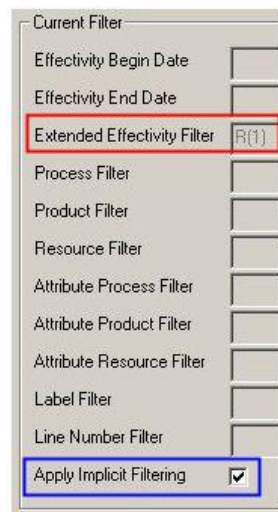 Current Filter
Effectivity Begin Date
Effectivity End Date
Extended Effectivity Filter R(1)
Process Filter
Product Filter
Resource Filter
Attribute Process Filter
Attribute Product Filter
Attribute Resource Filter
Label Filter
Line Number Filter
Apply Implicit Filtering